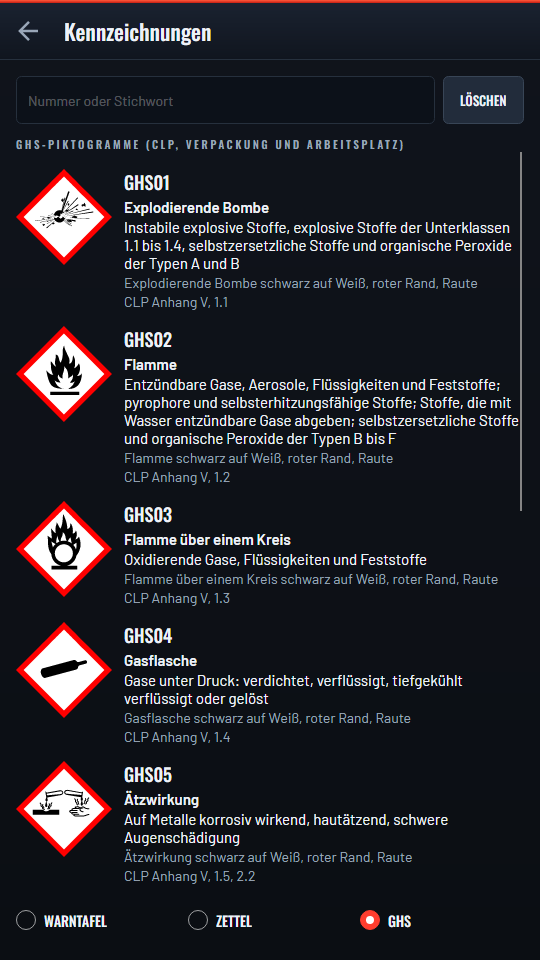 Kennzeichnungen
Nummer oder Stichwort
LÖSCHEN
GHS-PIKTOGRAMME (CLP, VERPACKUNG UND ARBEITSPLATZ)
GHS01
Explodierende Bombe
Instabile explosive Stoffe, explosive Stoffe der Unterklassen
1.1 bis 1.4, selbstzersetzliche Stoffe und organische Peroxide
der Typen A und B
Explodierende Bombe schwarz auf Weiß, roter Rand, Raute
CLP Anhang V, 1.1
GHS02
Flamme
Entzündbare Gase, Aerosole, Flüssigkeiten und Feststoffe;
pyrophore und selbsterhitzungsfähige Stoffe; Stoffe, die mit
Wasser entzündbare Gase abgeben; selbstzersetzliche Stoffe
und organische Peroxide der Typen B bis F
Flamme schwarz auf Weiß, roter Rand, Raute
CLP Anhang V, 1.2
GHS03
Flamme über einem Kreis
Oxidierende Gase, Flüssigkeiten und Feststoffe
Flamme über einem Kreis schwarz auf Weiß, roter Rand, Raute
CLP Anhang V, 1.3
GHS04
Gasflasche
Gase unter Druck: verdichtet, verflüssigt, tiefgekühlt
verflüssigt oder gelöst
Gasflasche schwarz auf Weiß, roter Rand, Raute
CLP Anhang V, 1.4
GHS05
Ätzwirkung
Auf Metalle korrosiv wirkend, hautätzend, schwere
Augenschädigung
Ätzwirkung schwarz auf Weiß, roter Rand, Raute
CLP Anhang V, 1.5, 2.2
WARNTAFEL
ZETTEL
GHS